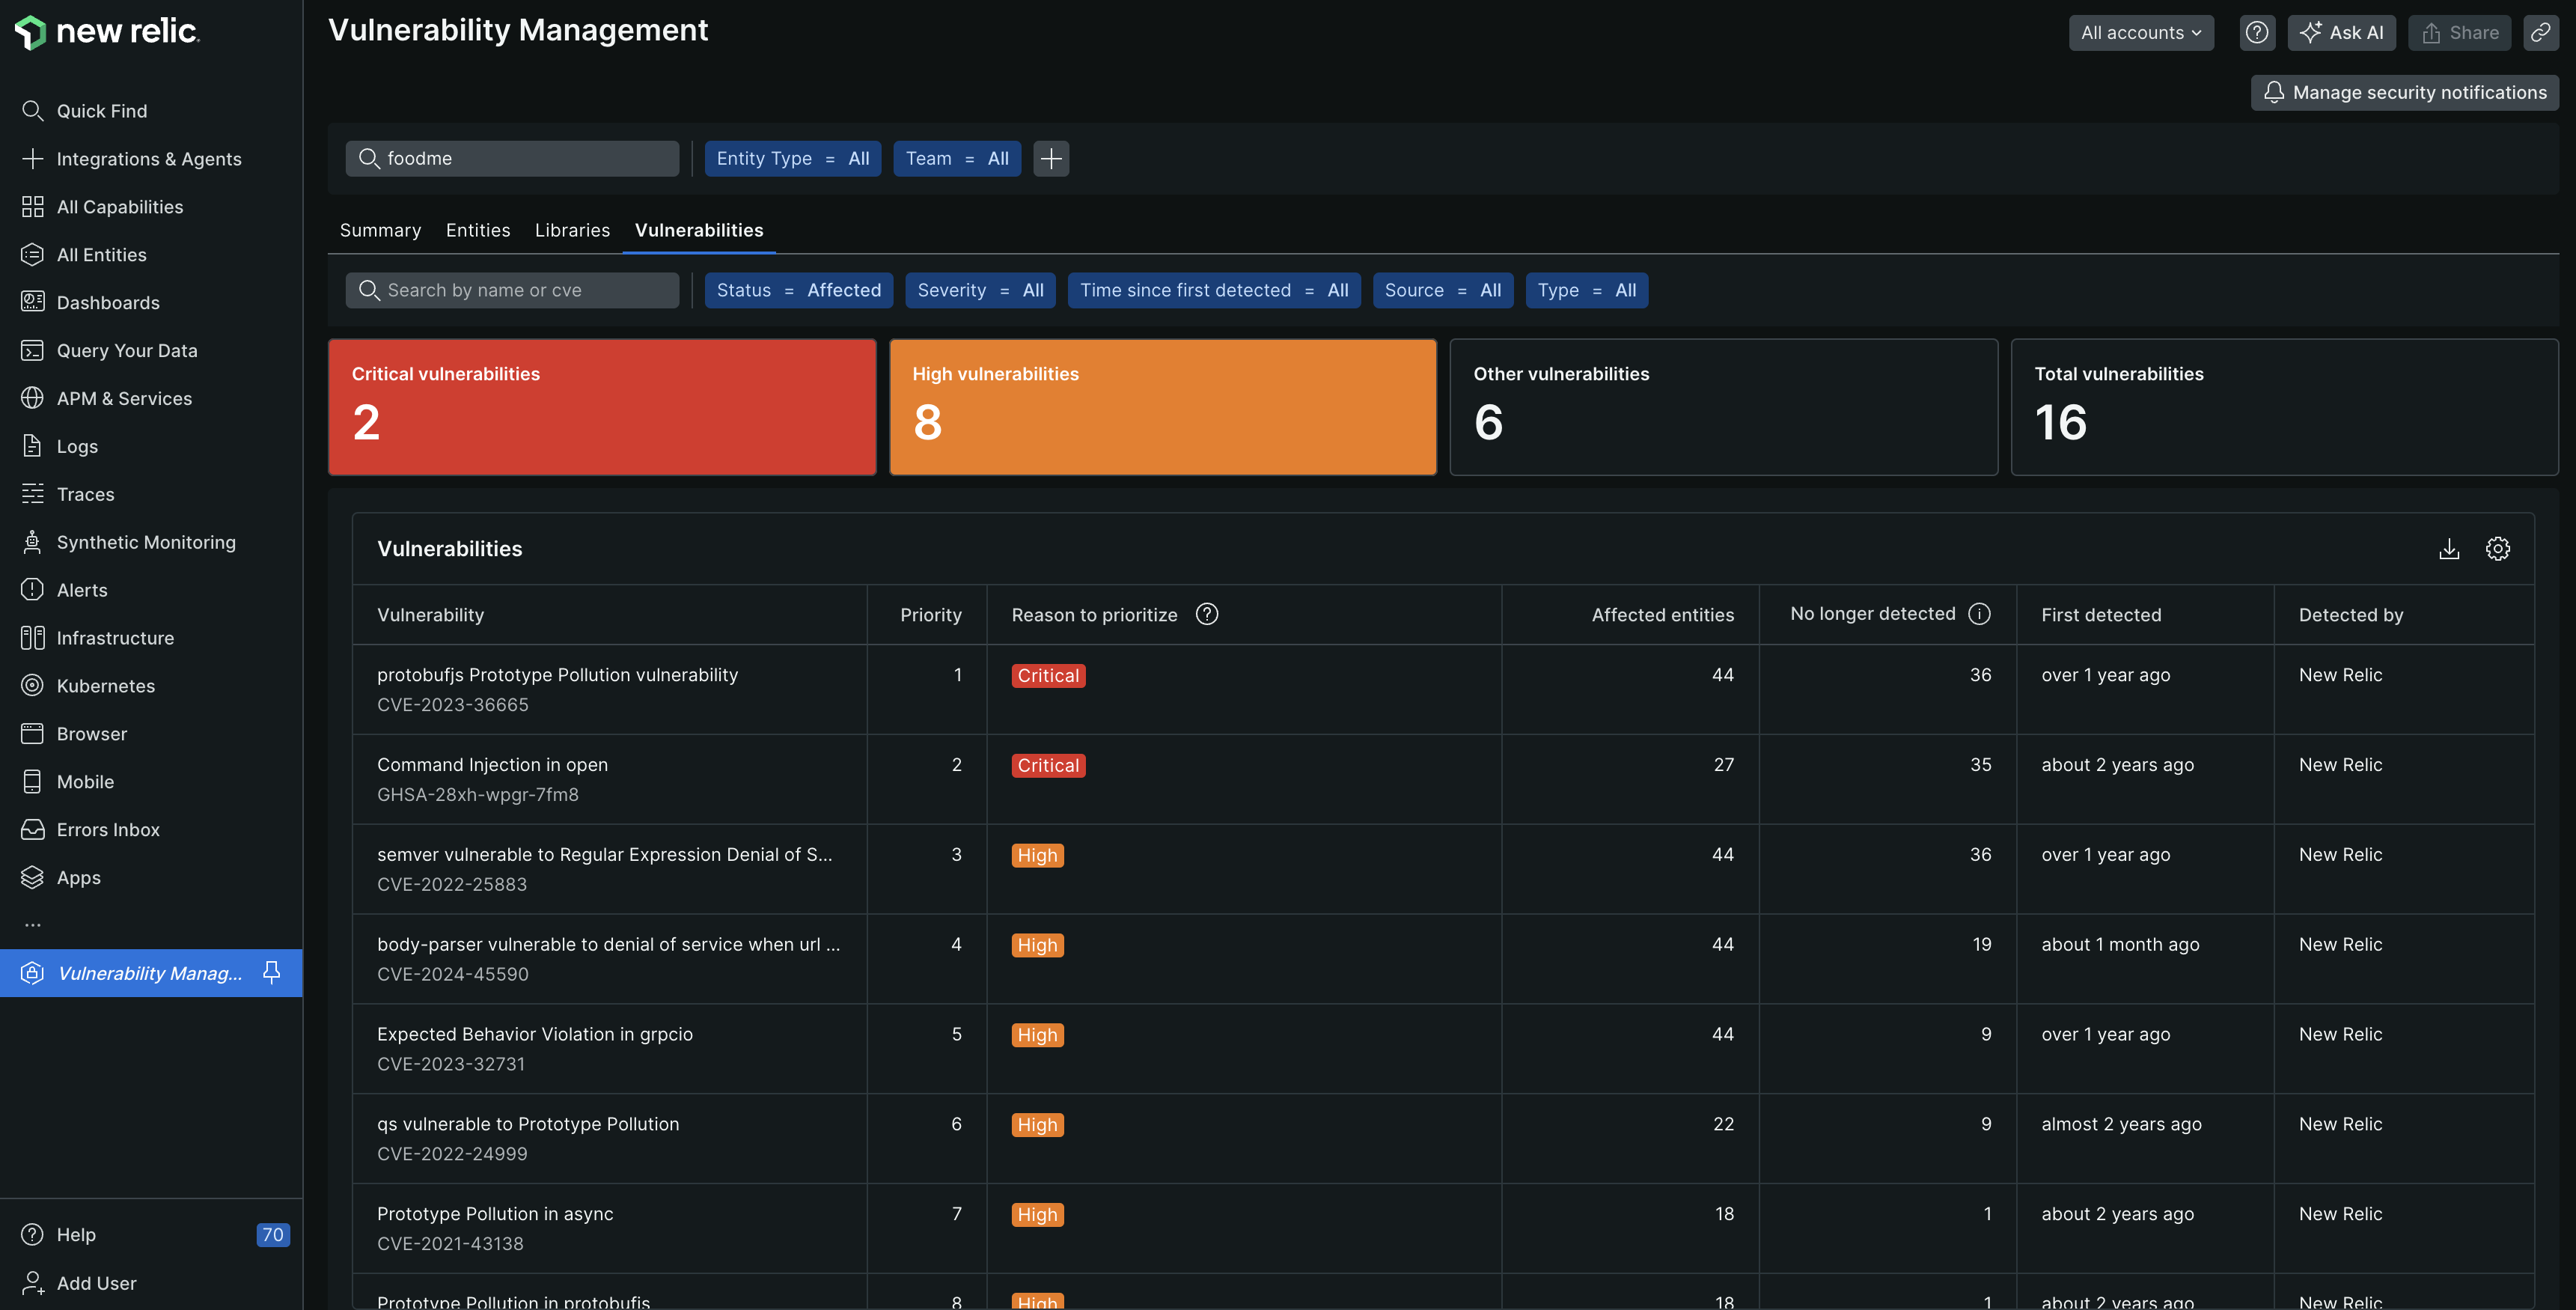 new relic
Quick Find
Integrations & Agents
All Capabilities
All Entities
Dashboards
Query Your Data
APM & Services
Logs
Traces
Synthetic Monitoring
Alerts
Infrastructure
Kubernetes
Browser
Mobile
Errors Inbox
Apps
...
Vulnerability Manag...
Help 70
Add User
Vulnerability Management
All accounts
Ask AI
Share
Manage security notifications
foodme
Entity Type = All
Team = All
Summary Entities Libraries Vulnerabilities
Search by name or cve
Status = Affected
Severity = All
Time since first detected = All
Source = All
Type = All
Critical vulnerabilities
2
High vulnerabilities
8
Other vulnerabilities
6
Total vulnerabilities
16
Vulnerabilities
Vulnerability Priority Reason to prioritize Affected entities No longer detected First detected Detected by
protobufjs Prototype Pollution vulnerability 1 Critical 44 36 over 1 year ago New Relic
CVE-2023-36665
Command Injection in open 2 Critical 27 35 about 2 years ago New Relic
GHSA-28xh-wpgr-7fm8
semver vulnerable to Regular Expression Denial of S... 3 High 44 36 over 1 year ago New Relic
CVE-2022-25883
body-parser vulnerable to denial of service when url ... 4 High 44 19 about 1 month ago New Relic
CVE-2024-45590
Expected Behavior Violation in grpcio 5 High 44 9 over 1 year ago New Relic
CVE-2023-32731
qs vulnerable to Prototype Pollution 6 High 22 9 almost 2 years ago New Relic
CVE-2022-24999
Prototype Pollution in async 7 High 18 1 about 2 years ago New Relic
CVE-2021-43138
Prototype Pollution in protobufjs 8 High 18 1 about 2 years ago New Relic